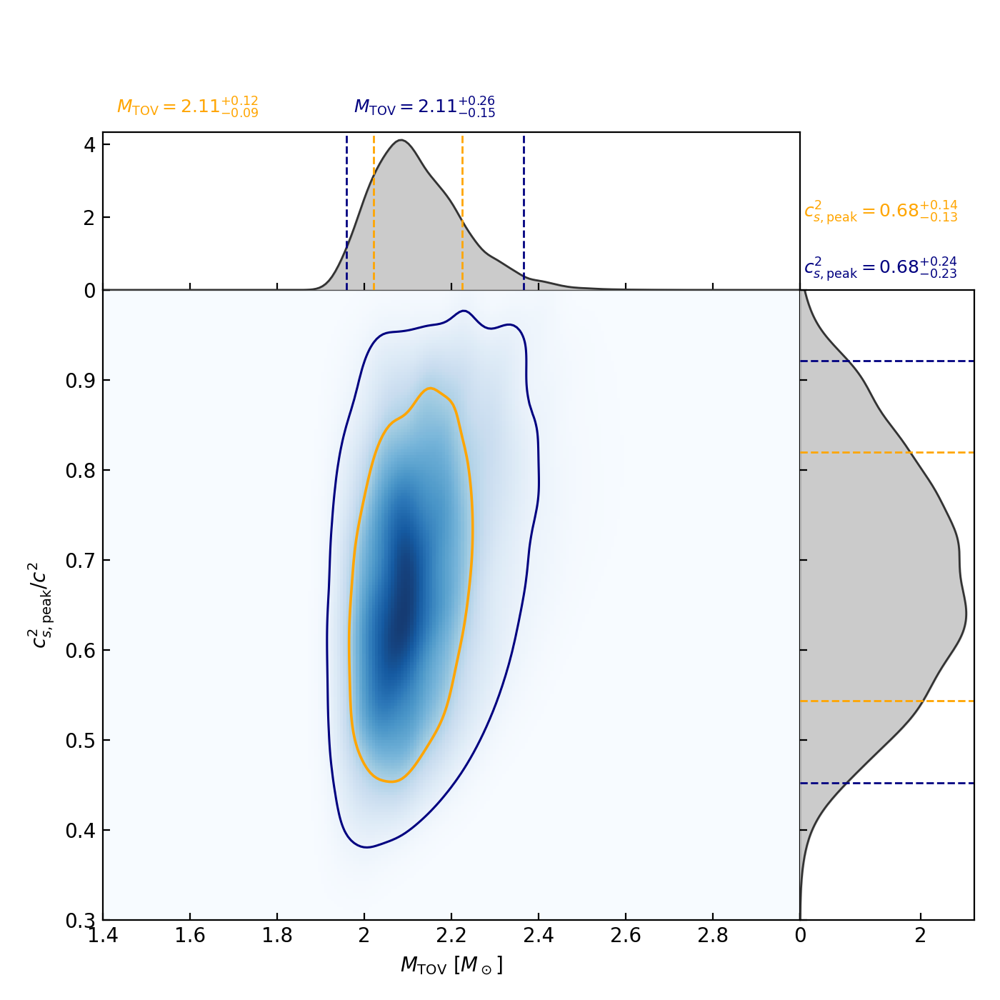 M_TOV = 2.11^{+0.12}_{−0.09} M_TOV = 2.11^{+0.26}_{−0.15}
4
2
0
c^2_{s,peak} = 0.68^{+0.14}_{−0.13}
c^2_{s,peak} = 0.68^{+0.24}_{−0.23}
0.9
0.8
0.7
0.6
0.5
0.4
0.3
c^2_{s,peak}/c^2
1.4 1.6 1.8 2 2.2 2.4 2.6 2.8 0 2
M_TOV [M_⊙]